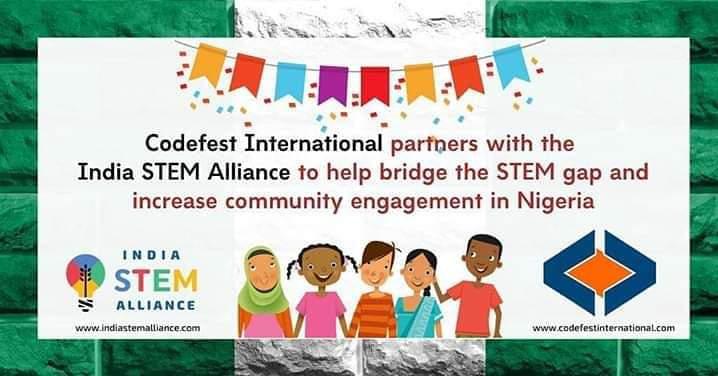 Codefest International partners with the
India STEM Alliance to help bridge the STEM gap and
increase community engagement in Nigeria
INDIA
STEM
ALLIANCE
www.indiastemalliance.com
www.codefestinternational.com